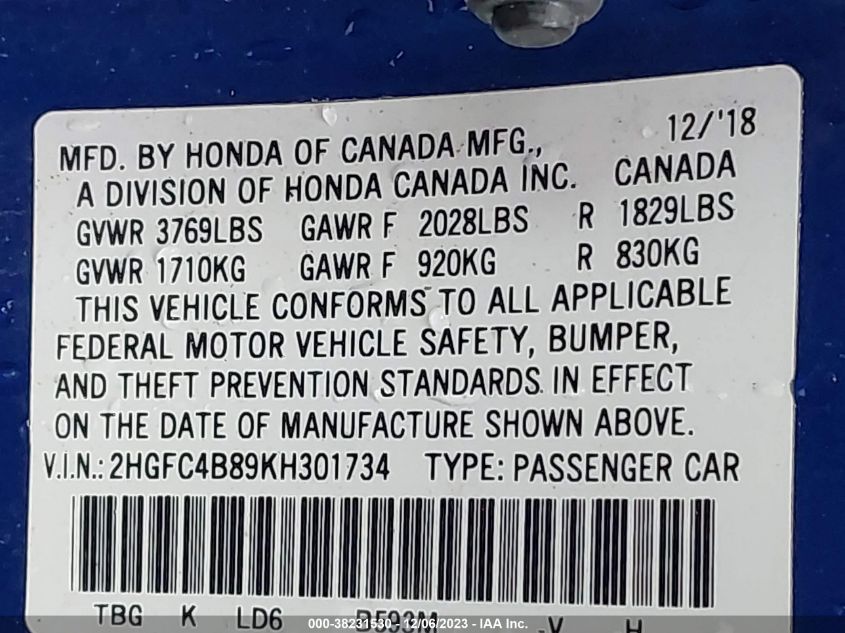 12/'18
MFD. BY HONDA OF CANADA MFG.,
A DIVISION OF HONDA CANADA INC. CANADA
GVWR 3769LBS GAWR F 2028LBS R 1829LBS
GVWR 1710KG GAWR F 920KG R 830KG
THIS VEHICLE CONFORMS TO ALL APPLICABLE
FEDERAL MOTOR VEHICLE SAFETY, BUMPER,
AND THEFT PREVENTION STANDARDS IN EFFECT
ON THE DATE OF MANUFACTURE SHOWN ABOVE.
V.I.N.: 2HGFC4B89KH301734 TYPE: PASSENGER CAR
TBG K LD6 B593M V H
000-38231530 - 12/06/2023 - IAA Inc.